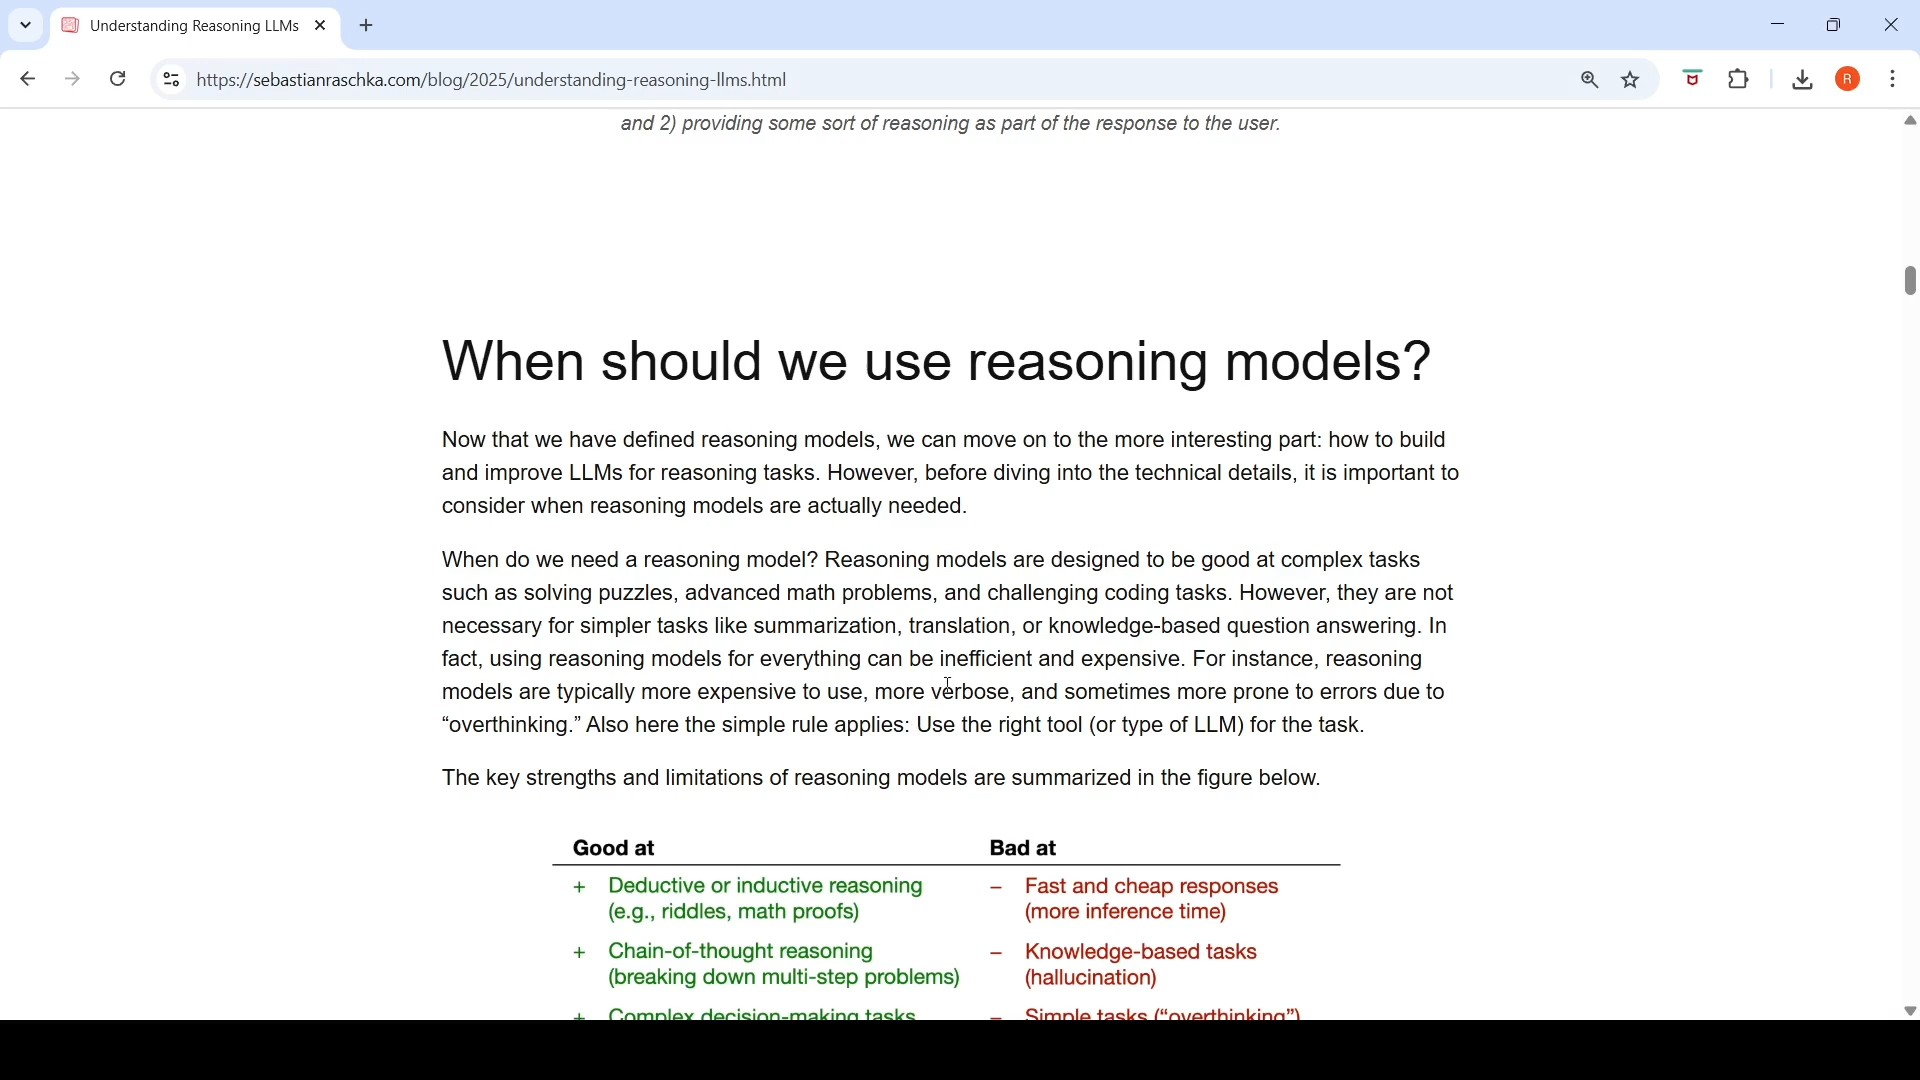 Understanding Reasoning LLMs
https://sebastianraschka.com/blog/2025/understanding-reasoning-llms.html
R
and 2) providing some sort of reasoning as part of the response to the user.
When should we use reasoning models?
Now that we have defined reasoning models, we can move on to the more interesting part: how to build
and improve LLMs for reasoning tasks. However, before diving into the technical details, it is important to
consider when reasoning models are actually needed.
When do we need a reasoning model? Reasoning models are designed to be good at complex tasks
such as solving puzzles, advanced math problems, and challenging coding tasks. However, they are not
necessary for simpler tasks like summarization, translation, or knowledge-based question answering. In
fact, using reasoning models for everything can be inefficient and expensive. For instance, reasoning
models are typically more expensive to use, more verbose, and sometimes more prone to errors due to
“overthinking.” Also here the simple rule applies: Use the right tool (or type of LLM) for the task.
The key strengths and limitations of reasoning models are summarized in the figure below.
Good at Bad at
+ Deductive or inductive reasoning − Fast and cheap responses
(e.g., riddles, math proofs) (more inference time)
+ Chain-of-thought reasoning − Knowledge-based tasks
(breaking down multi-step problems) (hallucination)
+ Complex decision-making tasks − Simple tasks (“overthinking”)